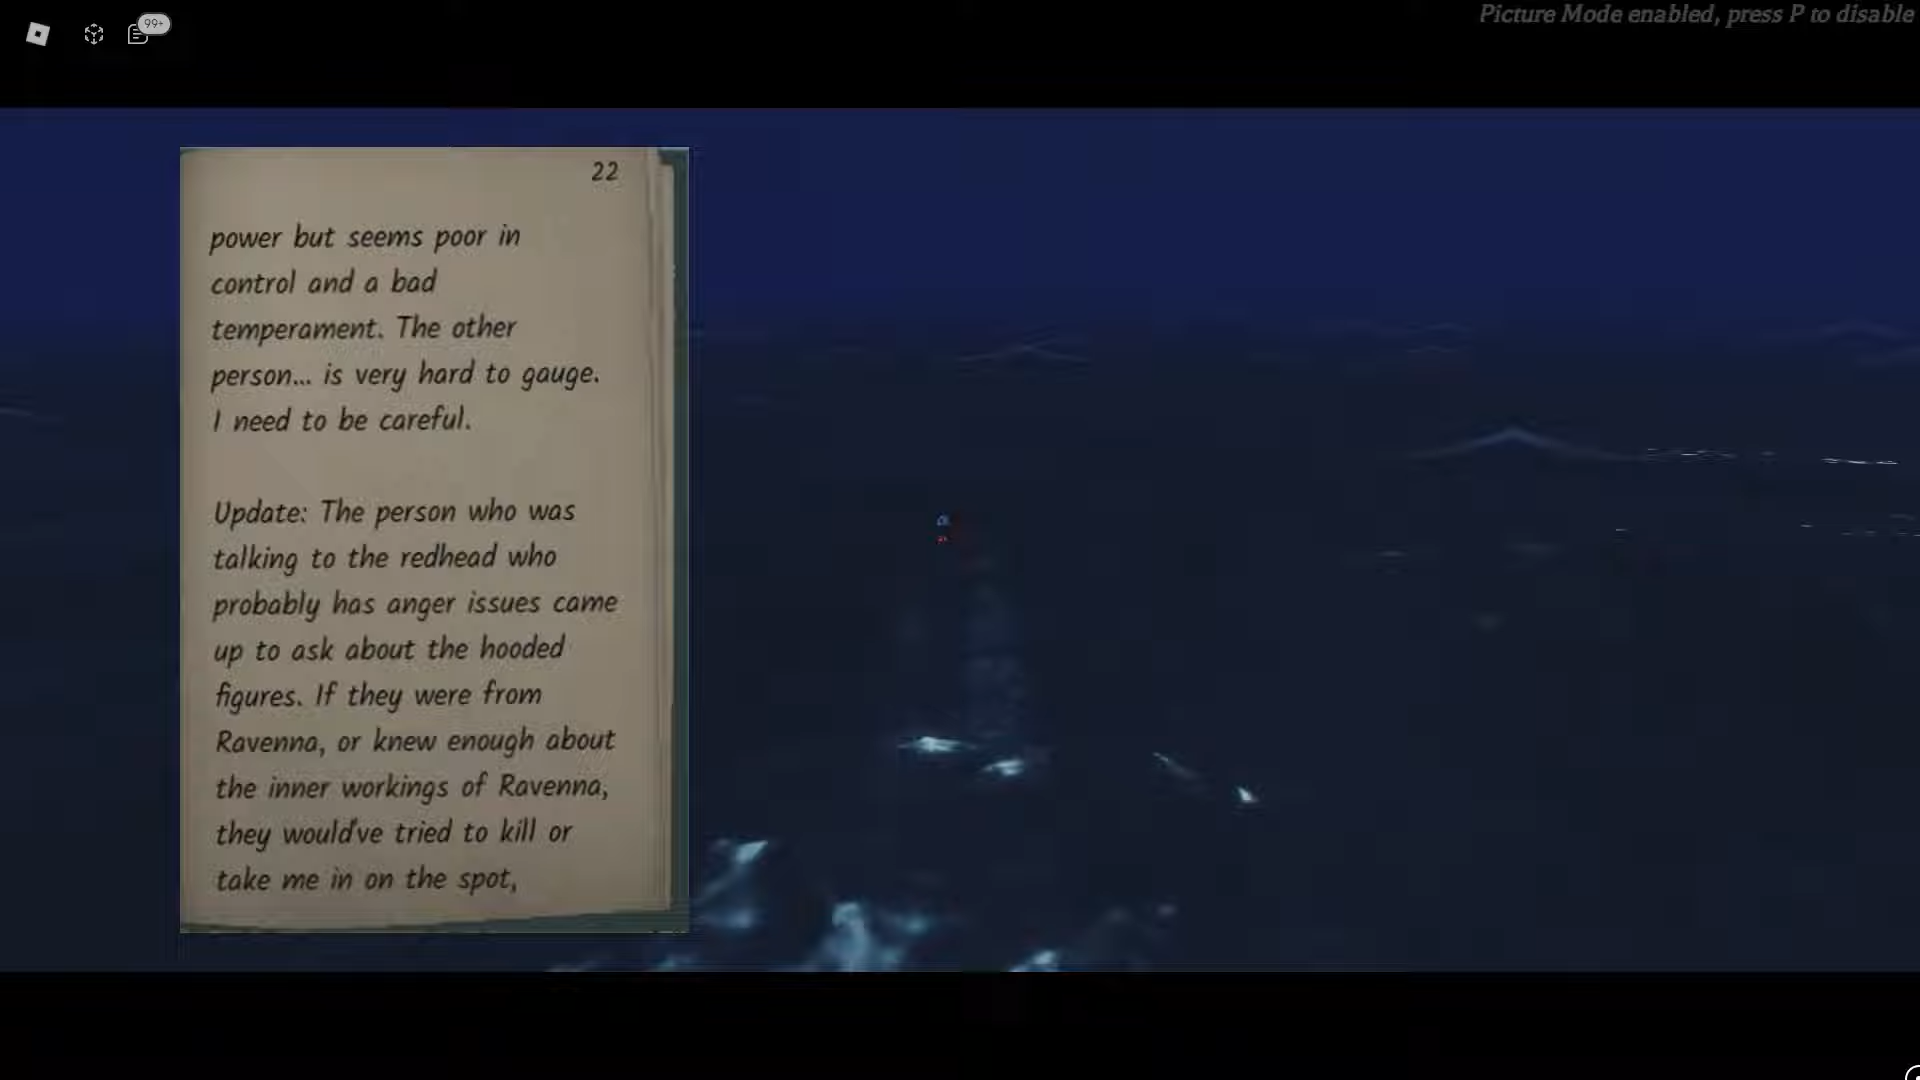 99+
Picture Mode enabled, press P to disable
22
power but seems poor in
control and a bad
temperament. The other
person... is very hard to gauge.
I need to be careful.
Update: The person who was
talking to the redhead who
probably has anger issues came
up to ask about the hooded
figures. If they were from
Ravenna, or knew enough about
the inner workings of Ravenna,
they would've tried to kill or
take me in on the spot,